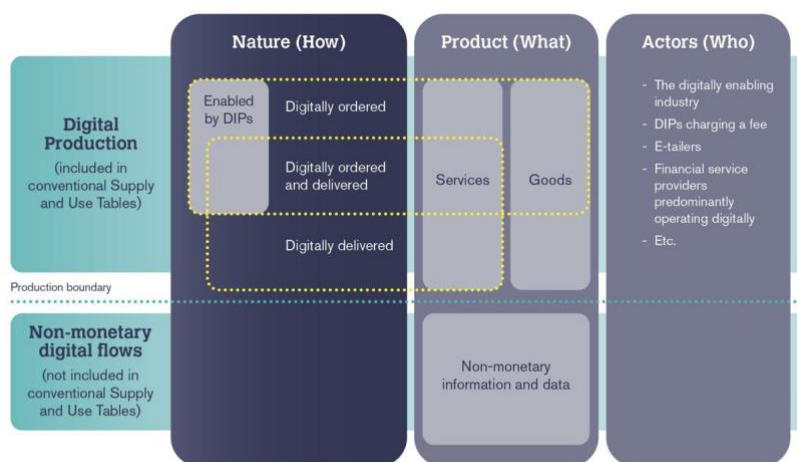 Nature (How)
Product (What)
Actors (Who)
Digital
Production
(included in
conventional Supply
and Use Tables)
Enabled
by DIPs
Digitally ordered
Digitally ordered
and delivered
Digitally delivered
Services
Goods
- The digitally enabling
industry
- DIPs charging a fee
- E-tailers
- Financial service
providers
predominantly
operating digitally
- Etc.
Production boundary
Non-monetary
digital flows
(not included in
conventional Supply
and Use Tables)
Non-monetary
information and data